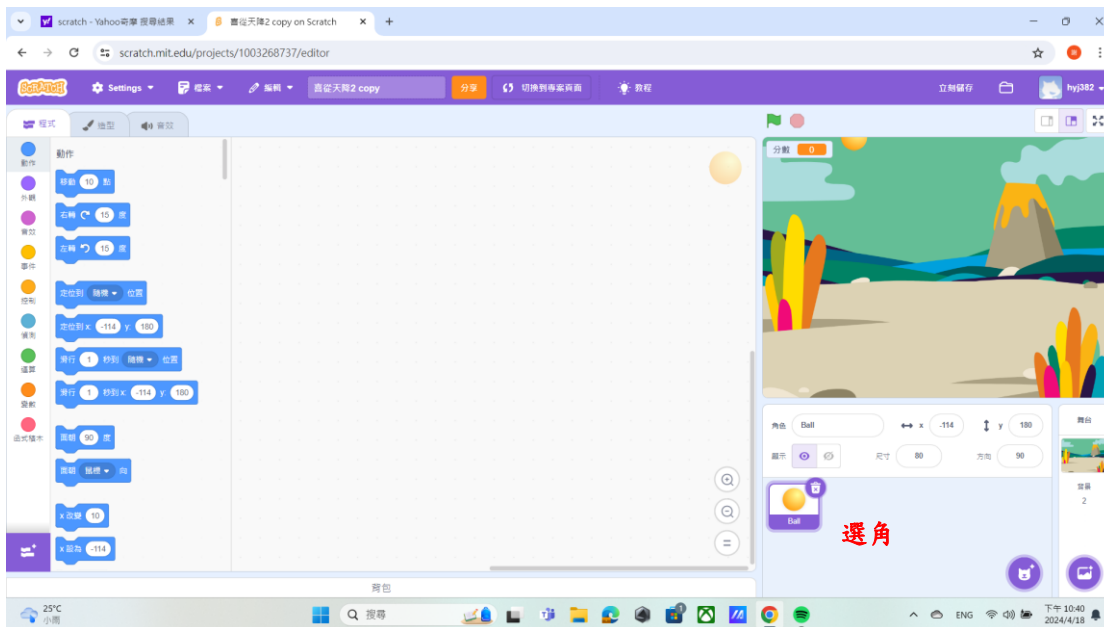 scratch - Yahoo奇摩 搜尋結果
喜從天降2 copy on Scratch
scratch.mit.edu/projects/1003268737/editor
SCRATCH Settings 檔案 編輯 喜從天降2 copy 分享 切換到專案頁面 教程 立刻儲存 hyj382
程式 造型 音效
動作
外觀
音效
事件
控制
偵測
運算
變數
函式積木
動作
移動 10 點
右轉 15 度
左轉 15 度
定位到 隨機 位置
定位到 x: -114 y: 180
滑行 1 秒到 隨機 位置
滑行 1 秒到 x: -114 y: 180
面朝 90 度
面朝 鼠標 向
x 改變 10
x 設為 -114
分數 0
角色 Ball x -114 y 180
顯示 尺寸 80 方向 90
Ball
選角
舞台
背景
2
背包
25°C
小雨
搜尋
ENG
下午 10:40
2024/4/18